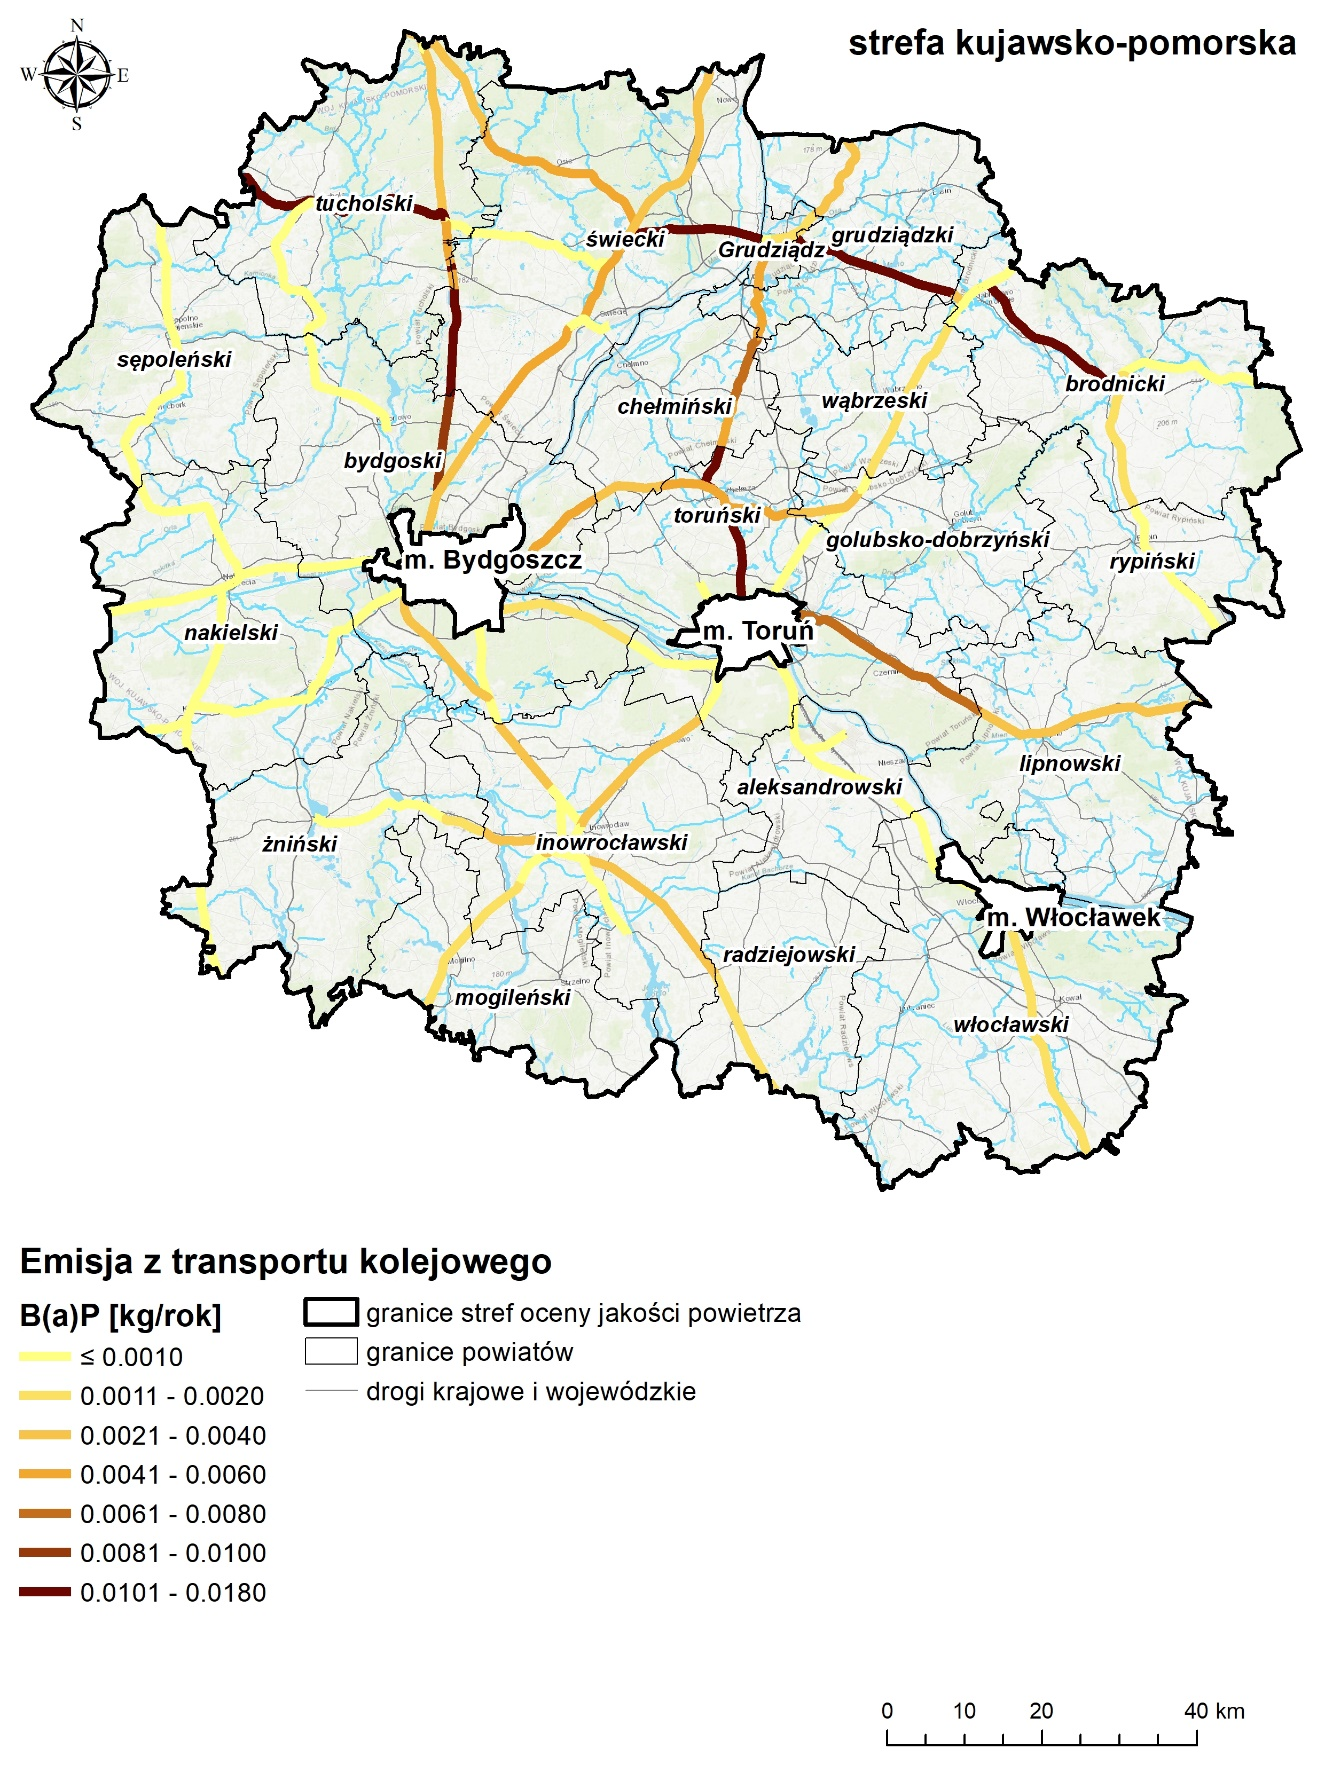 strefa kujawsko-pomorska
N
W
E
S
tucholski
świecki
Grudziądz
grudziądzki
sępoleński
brodnicki
chełmiński
wąbrzeski
bydgoski
toruński
golubsko-dobrzyński
rypiński
m. Bydgoszcz
nakielski
m. Toruń
lipnowski
aleksandrowski
żniński
inowrocławski
m. Włocławek
radziejowski
mogileński
włocławski
Emisja z transportu kolejowego
B(a)P [kg/rok]
≤ 0.0010
0.0011 - 0.0020
0.0021 - 0.0040
0.0041 - 0.0060
0.0061 - 0.0080
0.0081 - 0.0100
0.0101 - 0.0180
granice stref oceny jakości powietrza
granice powiatów
drogi krajowe i wojewódzkie
0 10 20 40 km